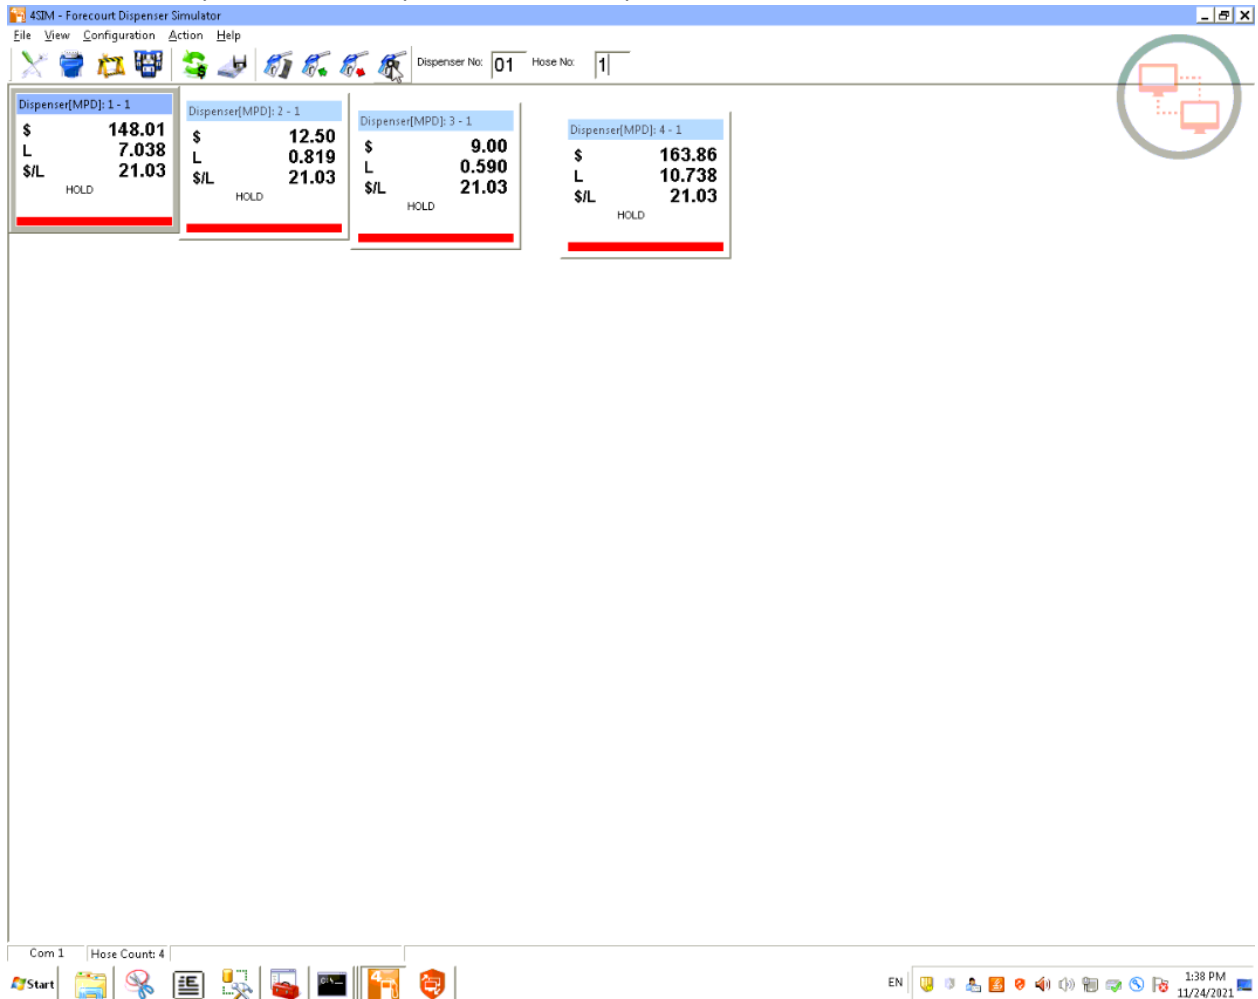 4SIM - Forecourt Dispenser Simulator
File View Configuration Action Help
Dispenser No: 01 Hose No: 1
Dispenser[MPD]: 1 - 1
$ 148.01
L 7.038
$/L 21.03
HOLD
Dispenser[MPD]: 2 - 1
$ 12.50
L 0.819
$/L 21.03
HOLD
Dispenser[MPD]: 3 - 1
$ 9.00
L 0.590
$/L 21.03
HOLD
Dispenser[MPD]: 4 - 1
$ 163.86
L 10.738
$/L 21.03
HOLD
Com 1 Hose Count: 4
Start EN 1:38 PM
11/24/2021